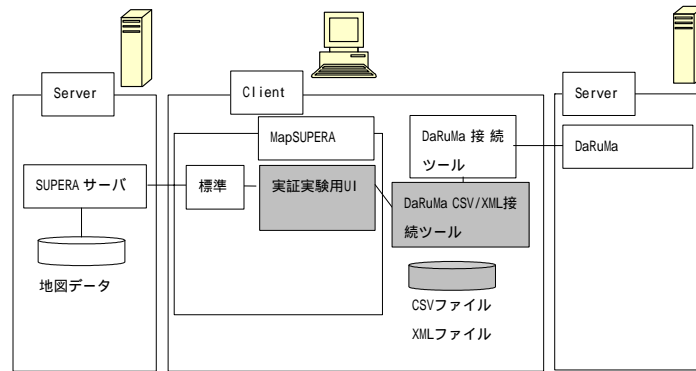 Server
SUPERA サーバ
地図データ
Client
MapSUPERA
標準
実証実験用UI
DaRuMa 接 続
ツール
DaRuMa CSV/XML接
続ツール
CSVファイル
XMLファイル
Server
DaRuMa